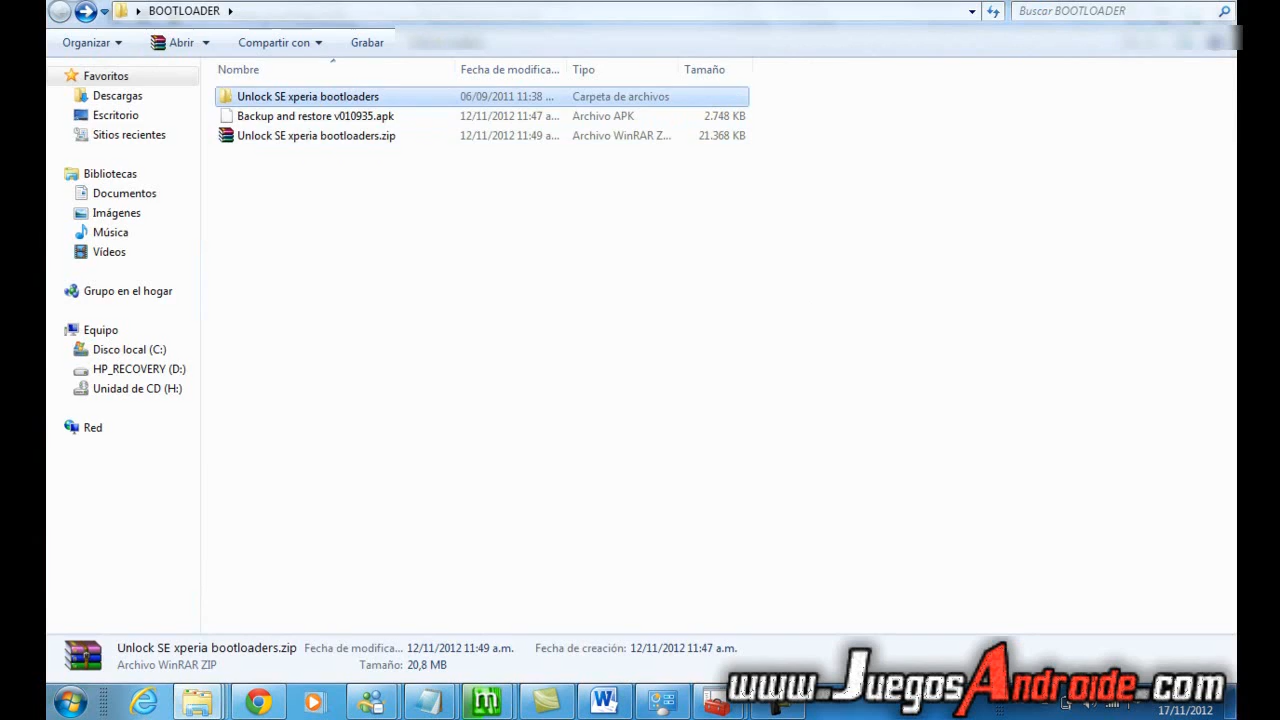 BOOTLOADER
Buscar BOOTLOADER
Organizar
Abrir
Compartir con
Grabar
Nombre
Fecha de modifica...
Tipo
Tamaño
Favoritos
Descargas
Escritorio
Sitios recientes
Bibliotecas
Documentos
Imágenes
Música
Vídeos
Grupo en el hogar
Equipo
Disco local (C:)
HP_RECOVERY (D:)
Unidad de CD (H:)
Red
Unlock SE xperia bootloaders 06/09/2011 11:38 ... Carpeta de archivos
Backup and restore v010935.apk 12/11/2012 11:47 a... Archivo APK 2.748 KB
Unlock SE xperia bootloaders.zip 12/11/2012 11:49 a... Archivo WinRAR Z... 21.368 KB
Unlock SE xperia bootloaders.zip Fecha de modifica... 12/11/2012 11:49 a.m. Fecha de creación: 12/11/2012 11:47 a.m.
Archivo WinRAR ZIP Tamaño: 20,8 MB
www.JuegosAndroide.com
17/11/2012